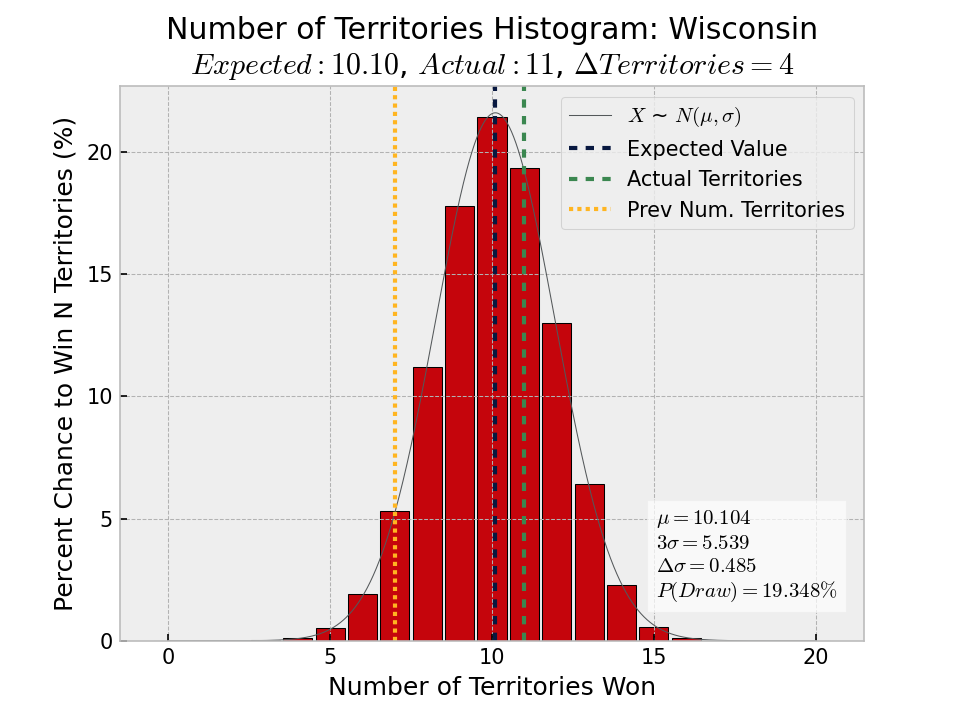 Number of Territories Histogram: Wisconsin
Expected : 10.10, Actual : 11, ΔTerritories = 4
Percent Chance to Win N Territories (%)
20
15
10
5
0
X ~ N(μ, σ)
Expected Value
Actual Territories
Prev Num. Territories
μ = 10.104
3σ = 5.539
Δσ = 0.485
P(Draw) = 19.348%
0 5 10 15 20
Number of Territories Won